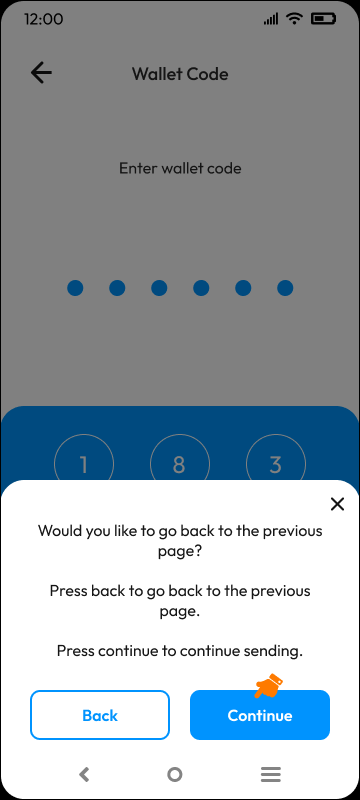 12:00
Wallet Code
Enter wallet code
1 8 3
Would you like to go back to the previous
page?
Press back to go back to the previous
page.
Press continue to continue sending.
Back Continue